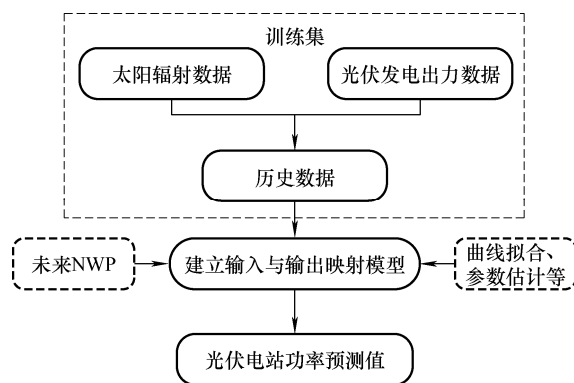 训练集
太阳辐射数据
光伏发电出力数据
历史数据
未来NWP
建立输入与输出映射模型
曲线拟合、
参数估计等
光伏电站功率预测值